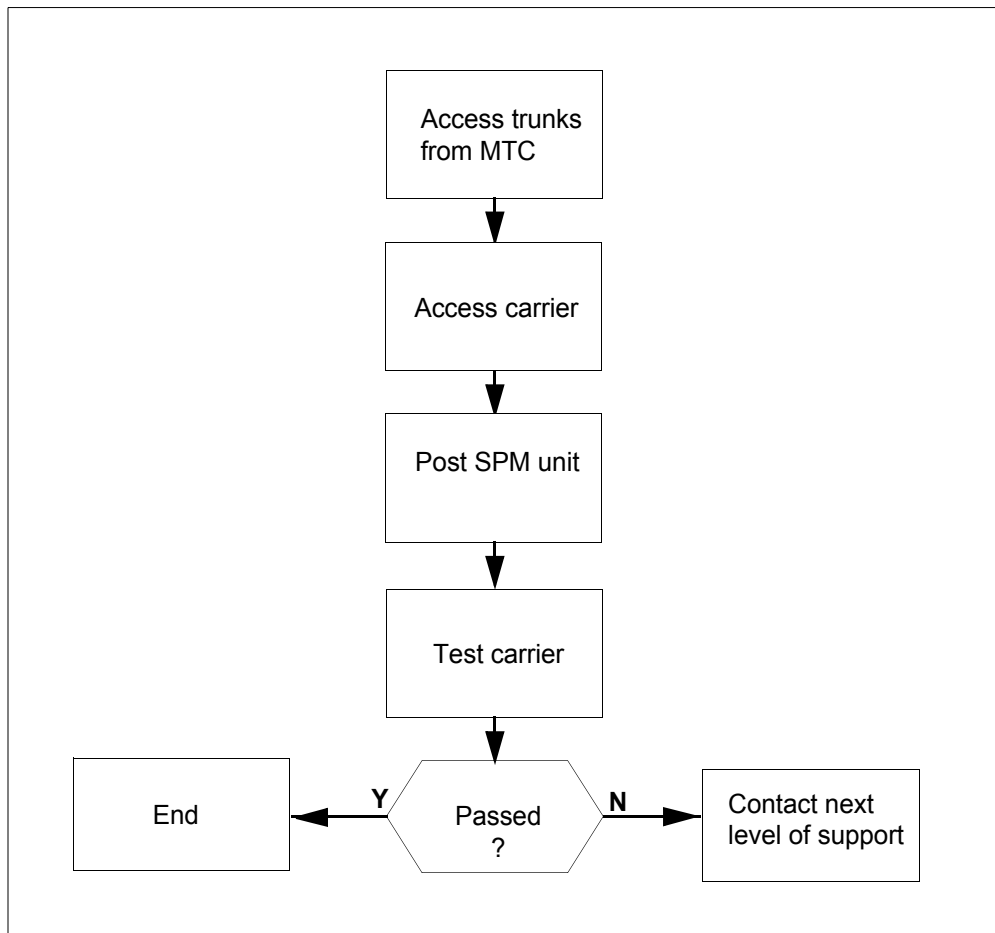 Access trunks
from MTC
Access carrier
Post SPM unit
Test carrier
End
Y
Passed
?
N
Contact next
level of support